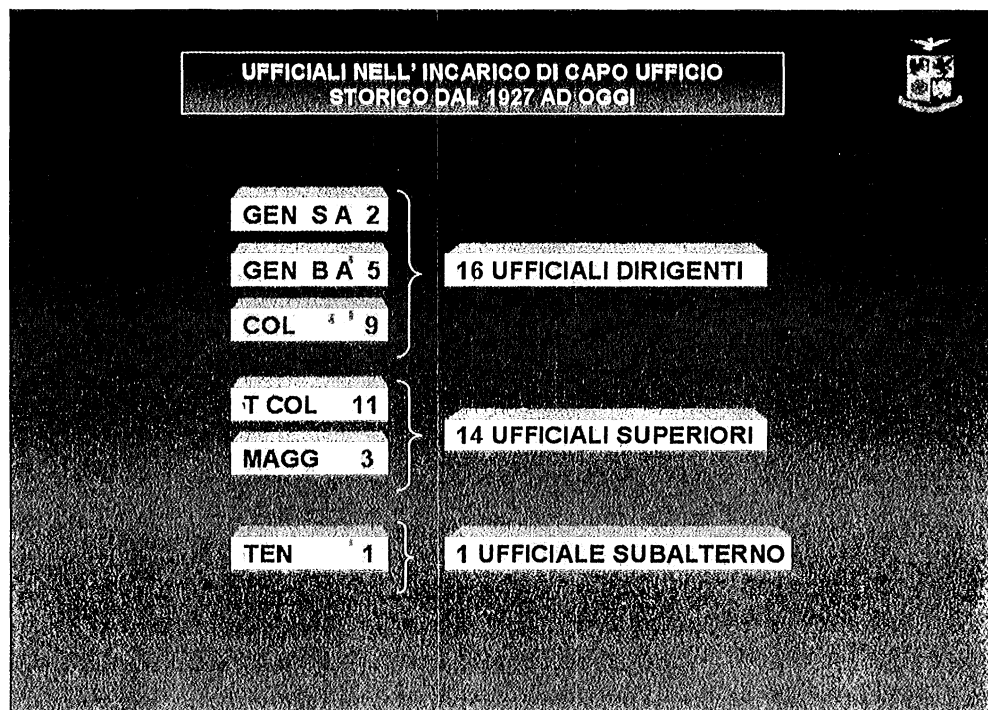 UFFICIALI NELL' INCARICO DI CAPO UFFICIO
STORICO DAL 1927 AD OGGI
GEN S A 2
GEN B A 5
COL 9
16 UFFICIALI DIRIGENTI
T COL 11
MAGG 3
14 UFFICIALI SUPERIORI
TEN 1
1 UFFICIALE SUBALTERNO